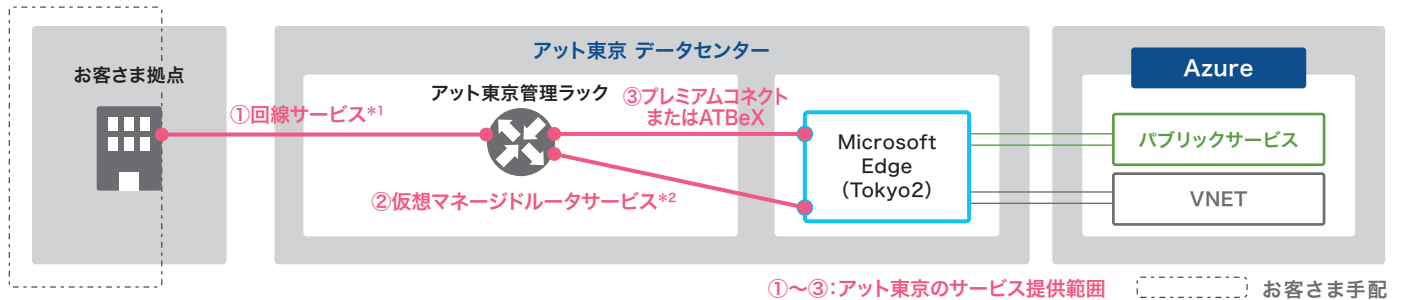 アット東京 データセンター
お客さま拠点
アット東京管理ラック
Azure
①回線サービス*1
③プレミアムコネクト
またはATBeX
②仮想マネージドルータサービス*2
Microsoft
Edge
(Tokyo2)
パブリックサービス
VNET
①〜③:アット東京のサービス提供範囲
お客さま手配